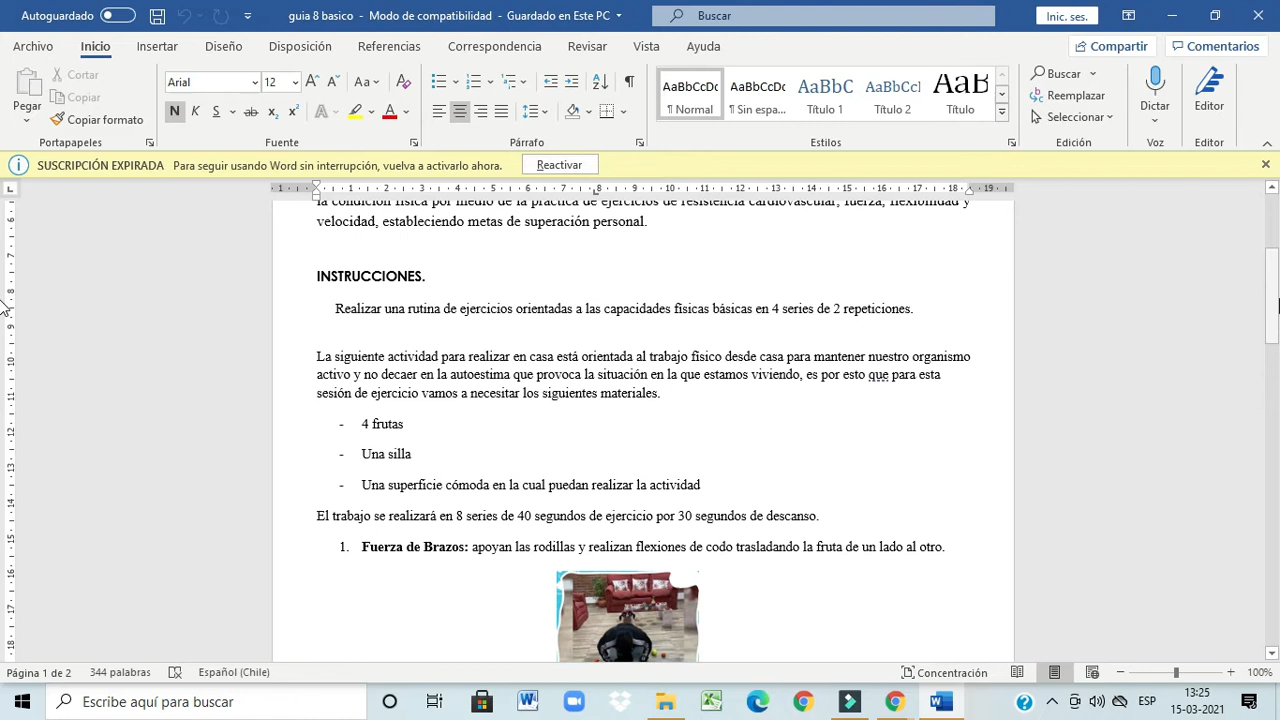 Autoguardado
guia 8 basico - Modo de compatibilidad - Guardado en Este PC
Buscar
Inic. ses.
Archivo Inicio Insertar Diseño Disposición Referencias Correspondencia Revisar Vista Ayuda
Compartir Comentarios
Pegar
Cortar
Copiar
Copiar formato
Portapapeles
Arial 12
Fuente
Párrafo
AaBbCcDc AaBbCcDc AaBbC AaBbCcI AaB
¶ Normal ¶ Sin espa... Título 1 Título 2 Título
Estilos
Buscar
Reemplazar
Seleccionar
Edición
Dictar
Voz
Editor
Editor
SUSCRIPCIÓN EXPIRADA Para seguir usando Word sin interrupción, vuelva a activarlo ahora. Reactivar
la condición física por medio de la práctica de ejercicios de resistencia cardiovascular, fuerza, flexibilidad y
velocidad, estableciendo metas de superación personal.
INSTRUCCIONES.
Realizar una rutina de ejercicios orientadas a las capacidades físicas básicas en 4 series de 2 repeticiones.
La siguiente actividad para realizar en casa está orientada al trabajo físico desde casa para mantener nuestro organismo
activo y no decaer en la autoestima que provoca la situación en la que estamos viviendo, es por esto que para esta
sesión de ejercicio vamos a necesitar los siguientes materiales.
- 4 frutas
- Una silla
- Una superficie cómoda en la cual puedan realizar la actividad
El trabajo se realizará en 8 series de 40 segundos de ejercicio por 30 segundos de descanso.
1. Fuerza de Brazos: apoyan las rodillas y realizan flexiones de codo trasladando la fruta de un lado al otro.
Página 1 de 2 344 palabras Español (Chile) Concentración 100%
Escribe aquí para buscar
ESP
13:25
15-03-2021